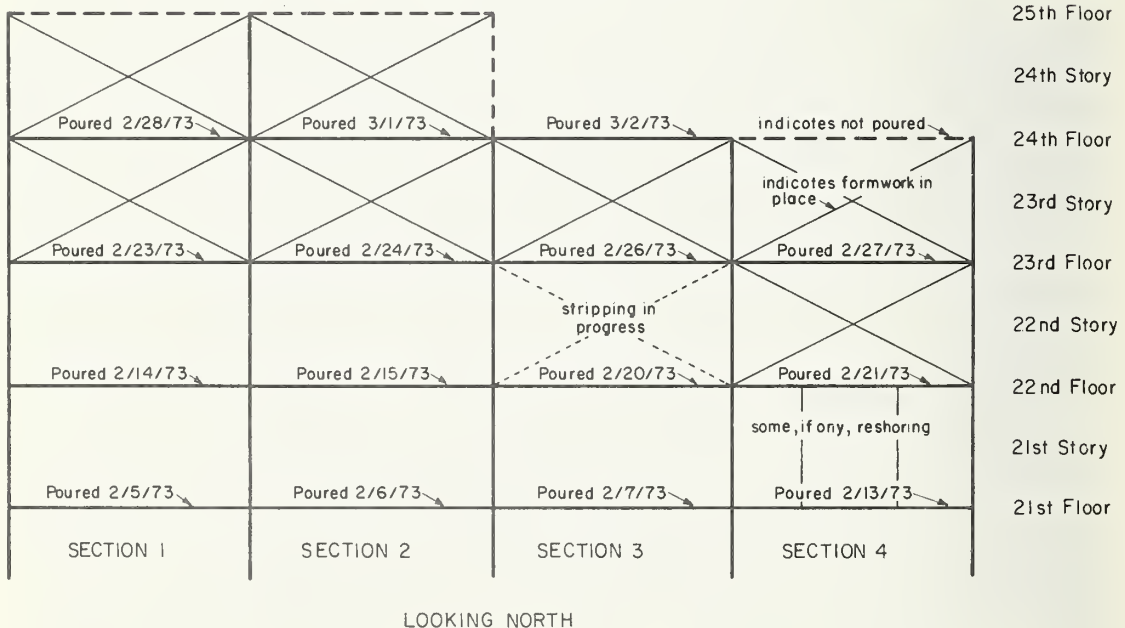 25th Floor
24th Story
Poured 2/28/73
Poured 3/1/73
Poured 3/2/73
indicates not poured
24th Floor
indicates formwork in
place
23rd Story
Poured 2/23/73
Poured 2/24/73
Poured 2/26/73
Poured 2/27/73
23rd Floor
stripping in
progress
22nd Story
Poured 2/14/73
Poured 2/15/73
Poured 2/20/73
Poured 2/21/73
22nd Floor
some, if any, reshoring
21st Story
Poured 2/5/73
Poured 2/6/73
Poured 2/7/73
Poured 2/13/73
21st Floor
SECTION 1
SECTION 2
SECTION 3
SECTION 4
LOOKING NORTH